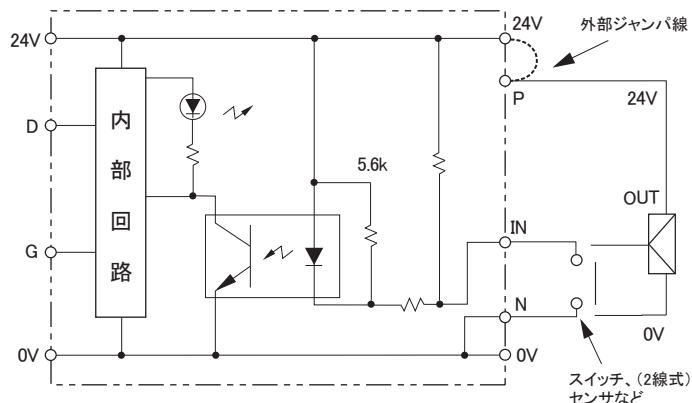 24V
24V
外部ジャンパ線
P
24V
D
内部回路
5.6k
OUT
IN
G
N
0V
0V
0V
スイッチ、(2線式)
センサなど